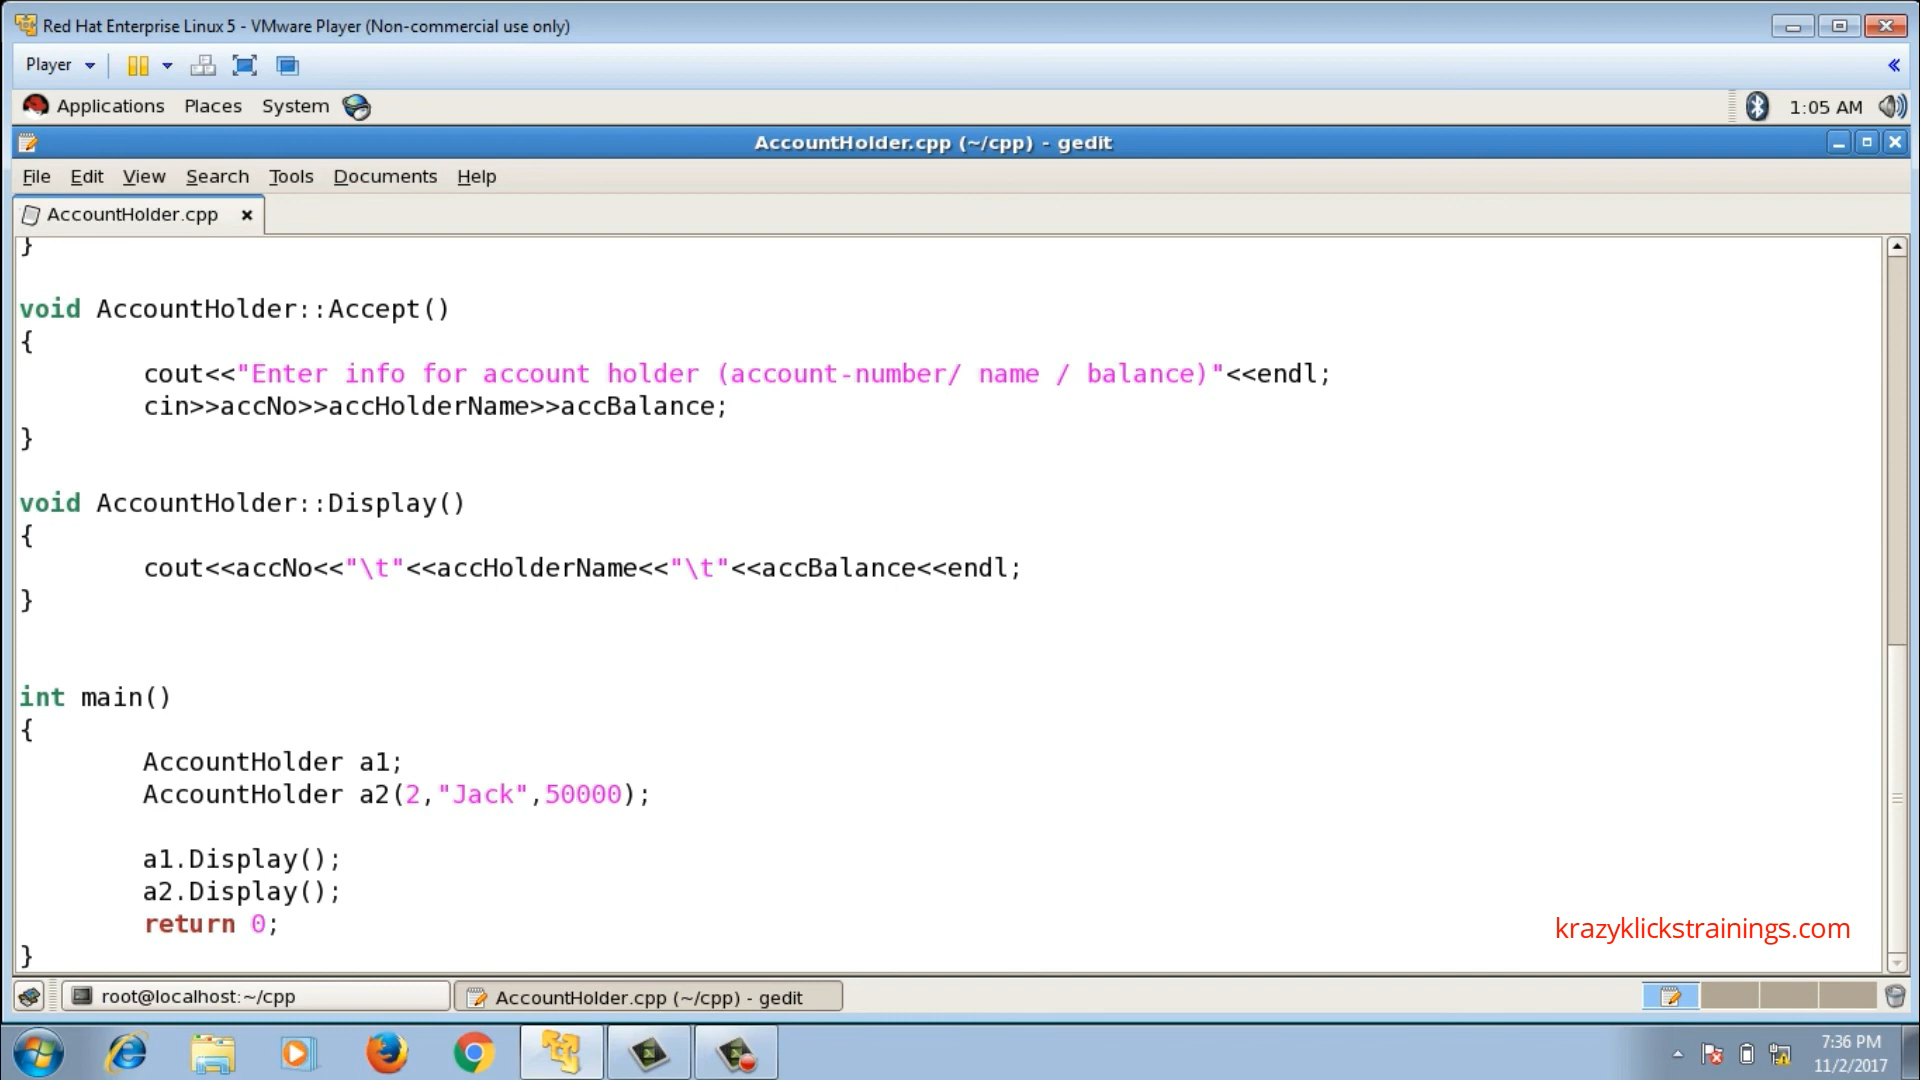 Red Hat Enterprise Linux 5 - VMware Player (Non-commercial use only)
Player
Applications Places System 1:05 AM
AccountHolder.cpp (~/cpp) - gedit
File Edit View Search Tools Documents Help
AccountHolder.cpp
}
void AccountHolder::Accept()
{
cout<<"Enter info for account holder (account-number/ name / balance)"<<endl;
cin>>accNo>>accHolderName>>accBalance;
}
void AccountHolder::Display()
{
cout<<accNo<<"\t"<<accHolderName<<"\t"<<accBalance<<endl;
}
int main()
{
AccountHolder a1;
AccountHolder a2(2,"Jack",50000);
a1.Display();
a2.Display();
return 0;
}
krazyklickstrainings.com
root@localhost:~/cpp AccountHolder.cpp (~/cpp) - gedit
7:36 PM
11/2/2017